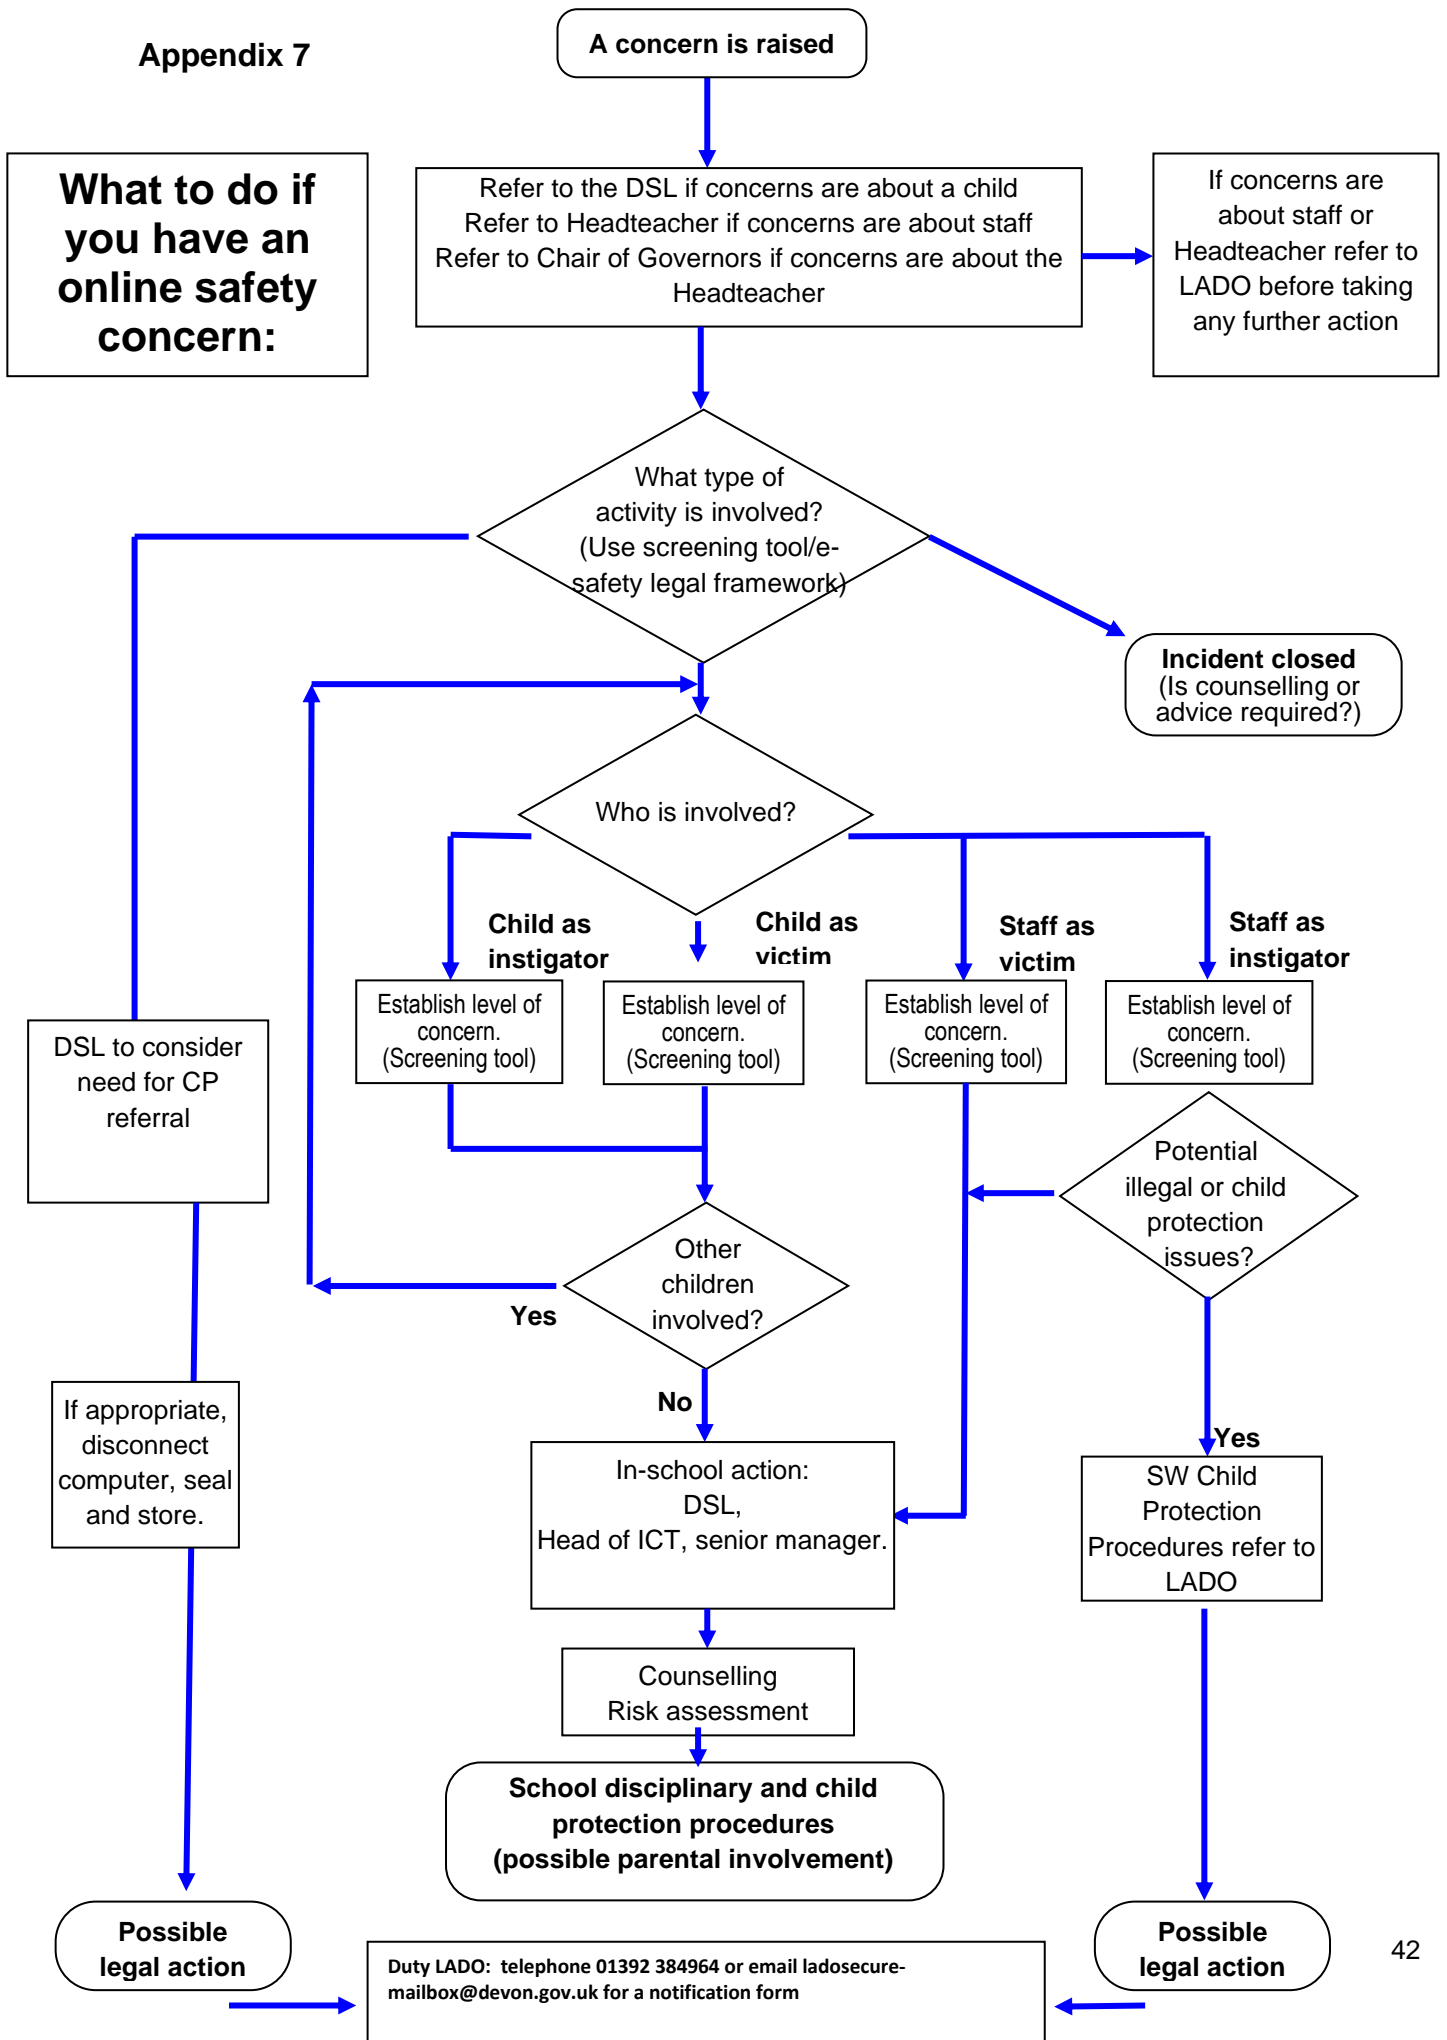 Appendix 7
A concern is raised
What to do if
you have an
online safety
concern:
Refer to the DSL if concerns are about a child
Refer to Headteacher if concerns are about staff
Refer to Chair of Governors if concerns are about the
Headteacher
If concerns are
about staff or
Headteacher refer to
LADO before taking
any further action
What type of
activity is involved?
(Use screening tool/e-
safety legal framework)
Incident closed
(Is counselling or
advice required?)
Who is involved?
Child as
instigator
Child as
victim
Staff as
victim
Staff as
instigator
Establish level of
concern.
(Screening tool)
Establish level of
concern.
(Screening tool)
Establish level of
concern.
(Screening tool)
Establish level of
concern.
(Screening tool)
DSL to consider
need for CP
referral
Potential
illegal or child
protection
issues?
Other
children
involved?
Yes
No
If appropriate,
disconnect
computer, seal
and store.
In-school action:
DSL,
Head of ICT, senior manager.
Yes
SW Child
Protection
Procedures refer to
LADO
Counselling
Risk assessment
School disciplinary and child
protection procedures
(possible parental involvement)
Possible
legal action
Possible
legal action
Duty LADO: telephone 01392 384964 or email ladosecure-
mailbox@devon.gov.uk for a notification form
42